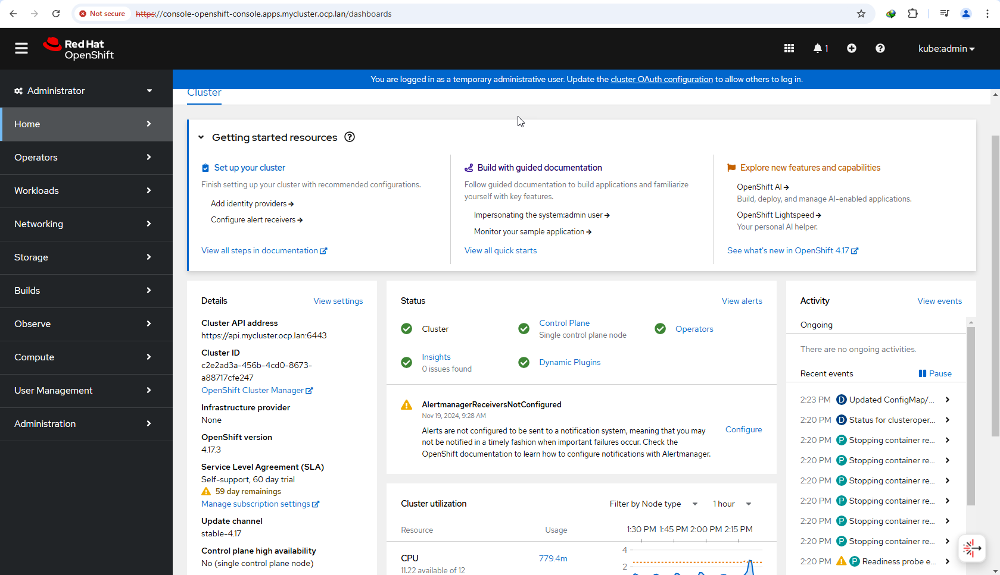 Not secure
https://console-openshift-console.apps.mycluster.ocp.lan/dashboards
Red Hat
OpenShift
1
kube:admin
You are logged in as a temporary administrative user. Update the cluster OAuth configuration to allow others to log in.
Administrator
Home
Operators
Workloads
Networking
Storage
Builds
Observe
Compute
User Management
Administration
Cluster
Getting started resources
Set up your cluster
Finish setting up your cluster with recommended configurations.
Add identity providers
Configure alert receivers
View all steps in documentation
Build with guided documentation
Follow guided documentation to build applications and familiarize
yourself with key features.
Impersonating the system:admin user
Monitor your sample application
View all quick starts
Explore new features and capabilities
OpenShift AI
Build, deploy, and manage AI-enabled applications.
OpenShift Lightspeed
Your personal AI helper.
See what's new in OpenShift 4.17
Details
View settings
Cluster API address
https://api.mycluster.ocp.lan:6443
Cluster ID
c2e2ad3a-456b-4cd0-8673-
a88717cfe247
OpenShift Cluster Manager
Infrastructure provider
None
OpenShift version
4.17.3
Service Level Agreement (SLA)
Self-support, 60 day trial
59 day remainings
Manage subscription settings
Update channel
stable-4.17
Control plane high availability
No (single control plane node)
Status
View alerts
Cluster
Control Plane
Single control plane node
Operators
Insights
0 issues found
Dynamic Plugins
AlertmanagerReceiversNotConfigured
Nov 19, 2024, 9:28 AM
Alerts are not configured to be sent to a notification system, meaning that you may
not be notified in a timely fashion when important failures occur. Check the
OpenShift documentation to learn how to configure notifications with Alertmanager.
Configure
Cluster utilization
Filter by Node type
1 hour
Resource
Usage
1:30 PM 1:45 PM 2:00 PM 2:15 PM
CPU
779.4m
11.22 available of 12
4
2
Activity
View events
Ongoing
There are no ongoing activities.
Recent events
Pause
2:23 PM D Updated ConfigMap/...
2:20 PM D Status for clusteroper...
2:20 PM P Stopping container re...
2:20 PM P Stopping container re...
2:20 PM P Stopping container re...
2:20 PM P Stopping container re...
2:20 PM P Stopping container re...
2:20 PM P Stopping container re...
2:20 PM P Readiness probe e...